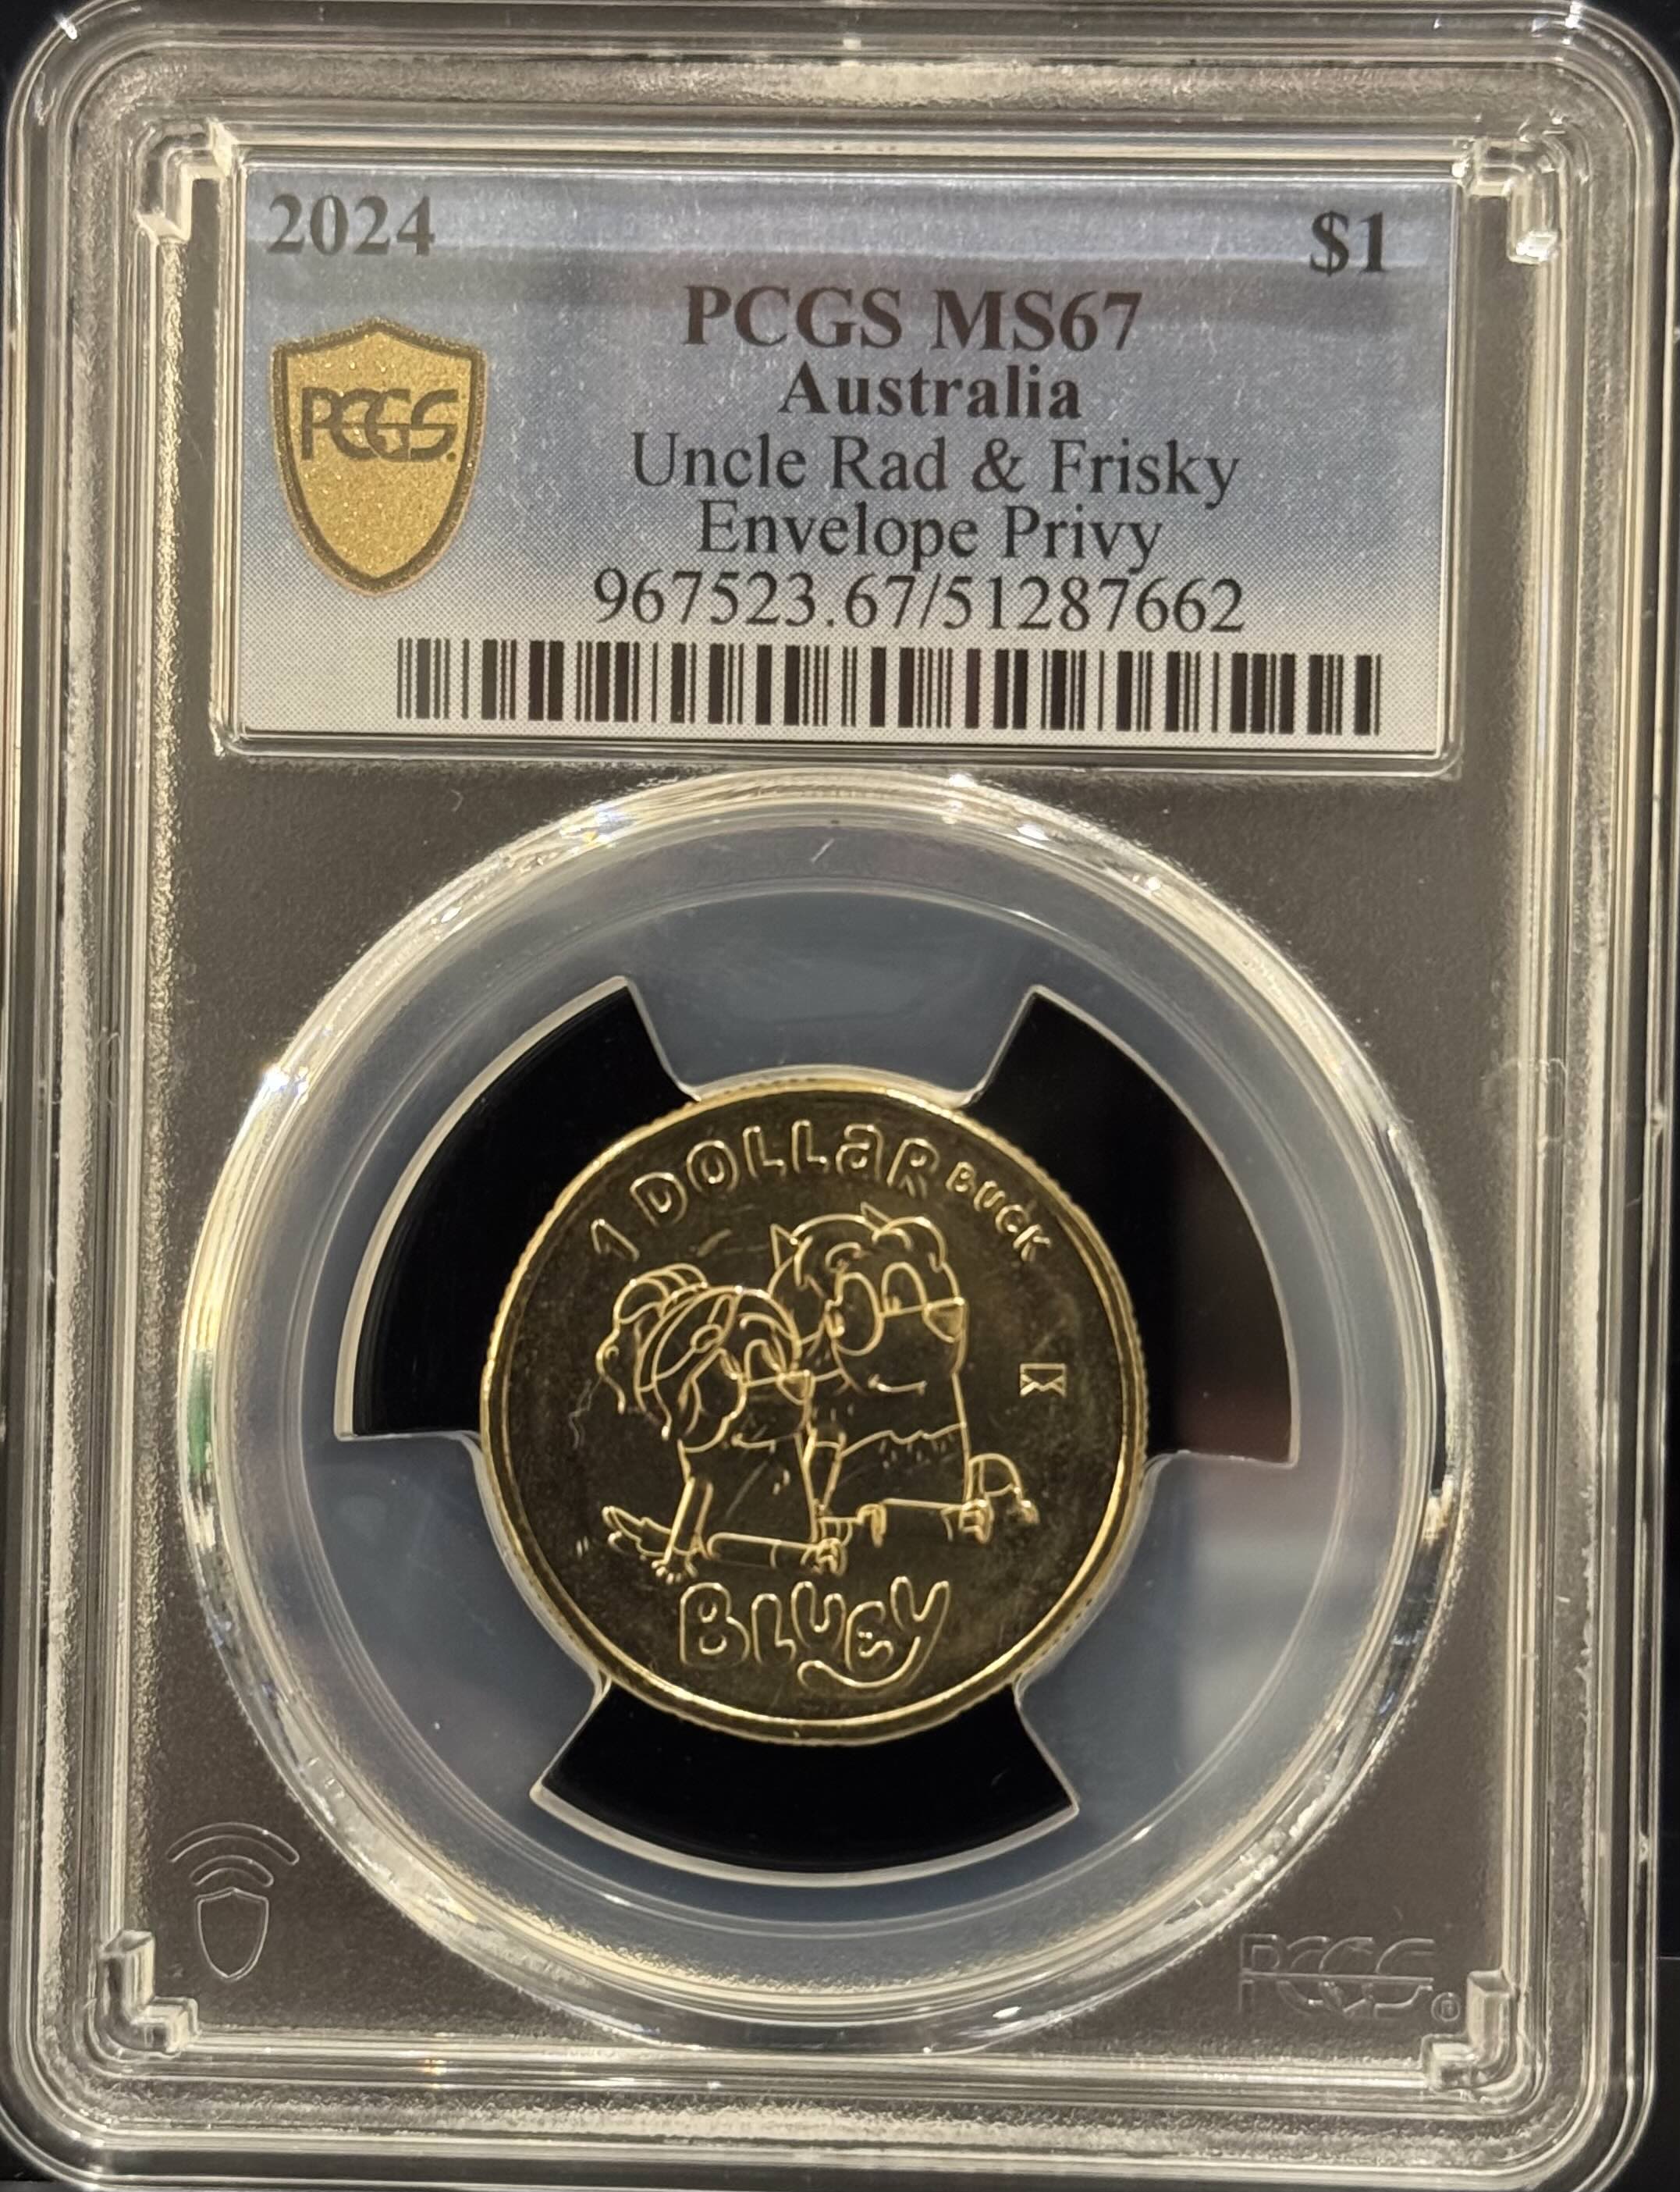 2024 $1
PCGS MS67
Australia
PCGS
Uncle Rad & Frisky
Envelope Privy
967523.67/51287662
1 DOLLaR BUCK
BLUEY
PCGS®